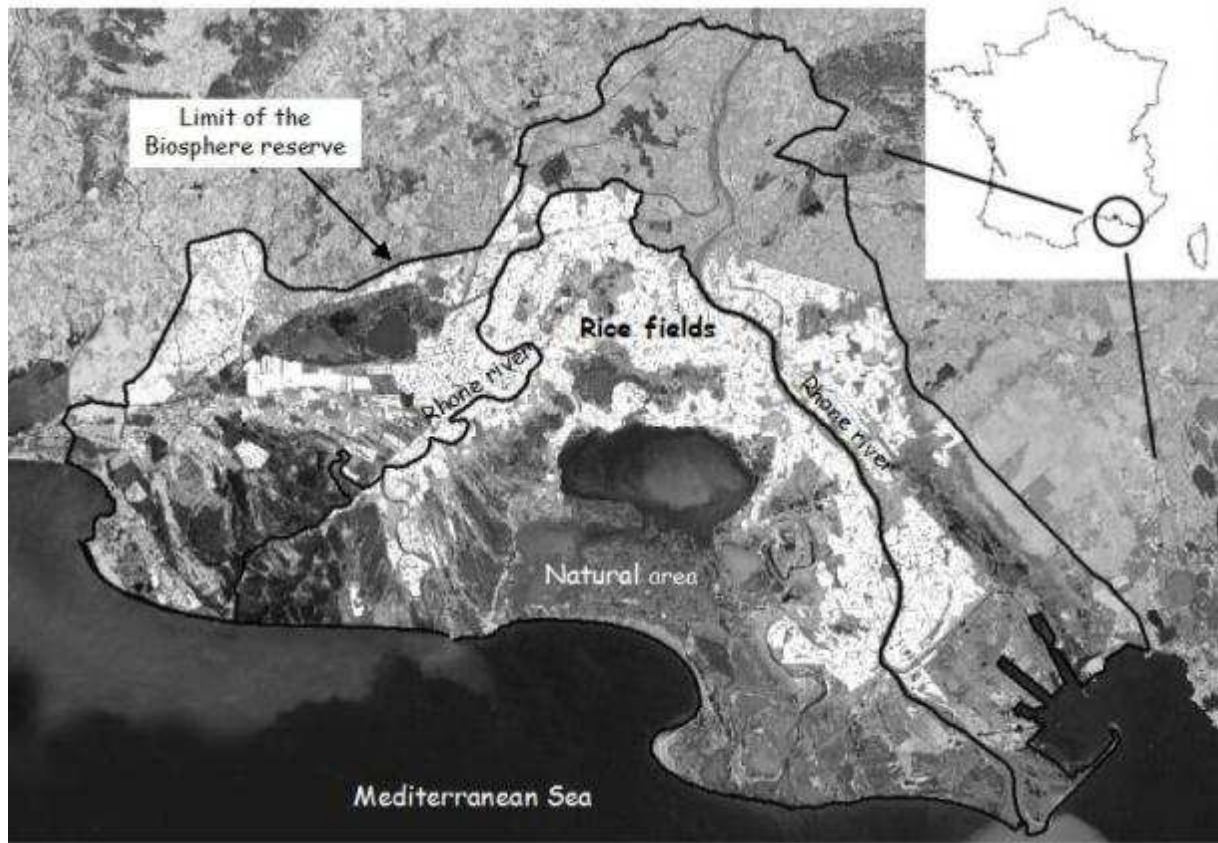 Limit of the
Biosphere reserve
Rice fields
Rhone river
Rhone river
Natural area
Mediterranean Sea